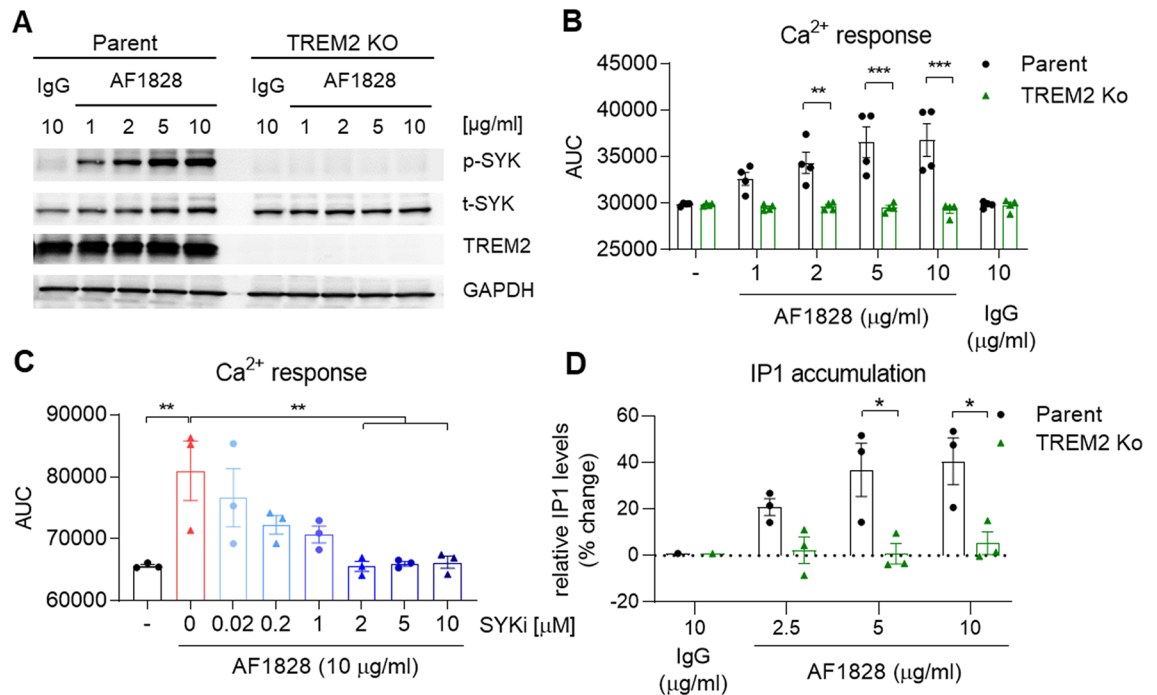 A
Parent TREM2 KO
IgG AF1828 IgG AF1828
10 1 2 5 10 10 1 2 5 10 [µg/ml]
p-SYK
t-SYK
TREM2
GAPDH
B
Ca2+ response
45000
40000
35000
30000
25000
AUC
** *** ***
Parent
TREM2 Ko
- 1 2 5 10 10
AF1828 (µg/ml)
IgG
(µg/ml)
C
Ca2+ response
90000
80000
70000
60000
AUC
** **
- 0 0.02 0.2 1 2 5 10 SYKi [µM]
AF1828 (10 µg/ml)
D
IP1 accumulation
60
40
20
0
-20
relative IP1 levels
(% change)
* *
Parent
TREM2 Ko
10 2.5 5 10
IgG
(µg/ml)
AF1828 (µg/ml)